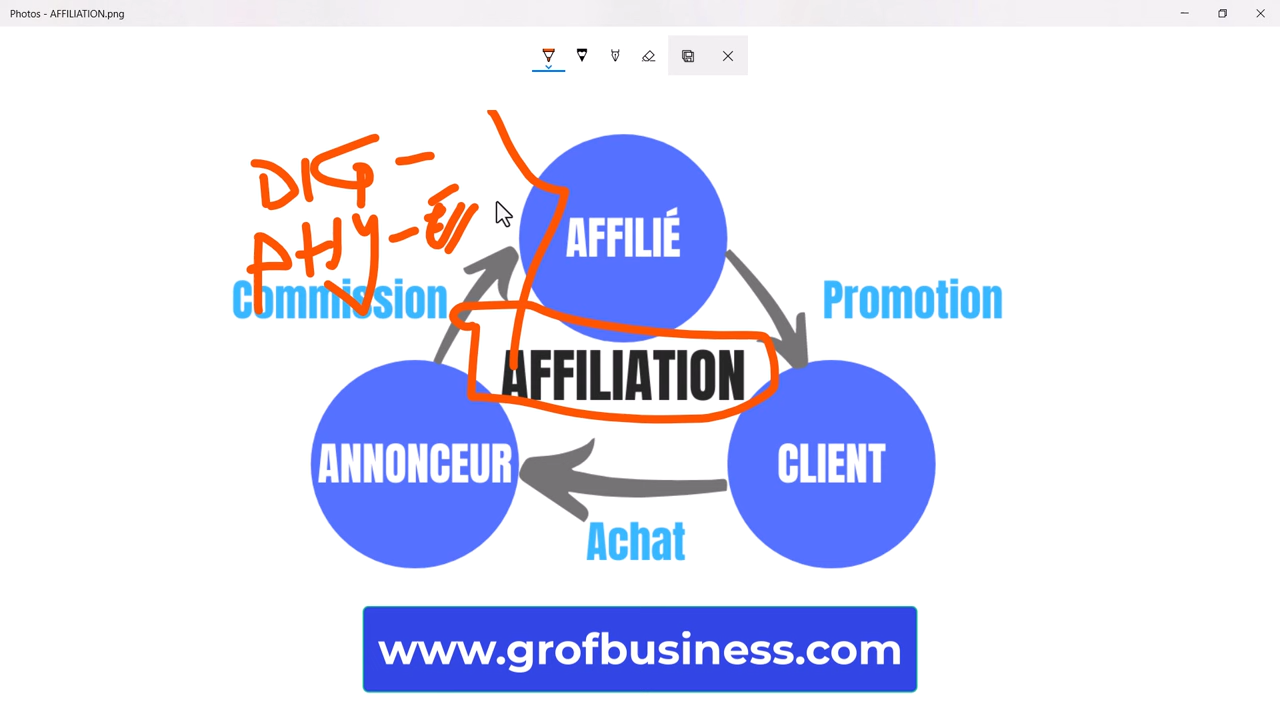 Photos - AFFILIATION.png
DIG -
PHY -
AFFILIÉ
Commission
Promotion
AFFILIATION
ANNONCEUR
CLIENT
Achat
www.grofbusiness.com